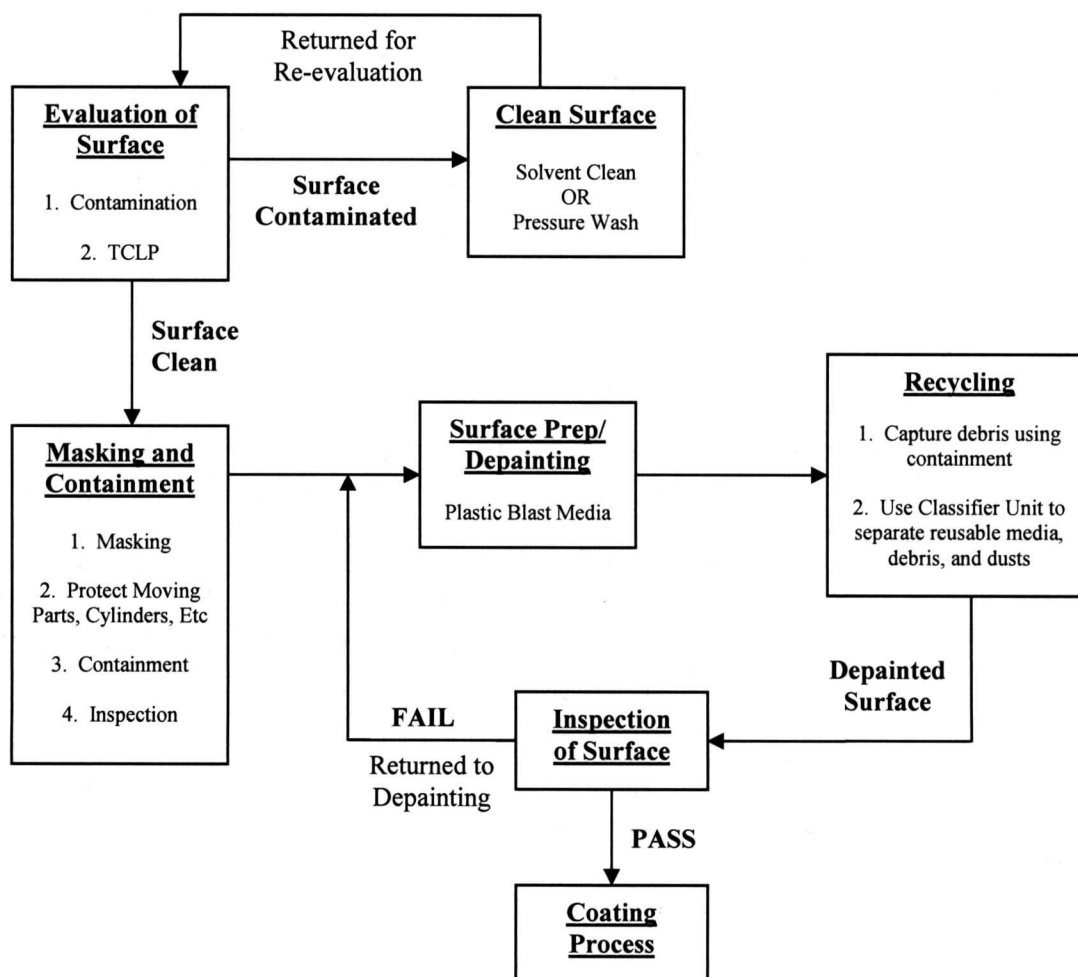 Returned for
Re-evaluation
Evaluation of
Surface
1. Contamination
2. TCLP
Surface
Contaminated
Clean Surface
Solvent Clean
OR
Pressure Wash
Surface
Clean
Masking and
Containment
1. Masking
2. Protect Moving
Parts, Cylinders, Etc
3. Containment
4. Inspection
Surface Prep/
Depainting
Plastic Blast Media
Recycling
1. Capture debris using
containment
2. Use Classifier Unit to
separate reusable media,
debris, and dusts
Depainted
Surface
Inspection
of Surface
FAIL
Returned to
Depainting
PASS
Coating
Process